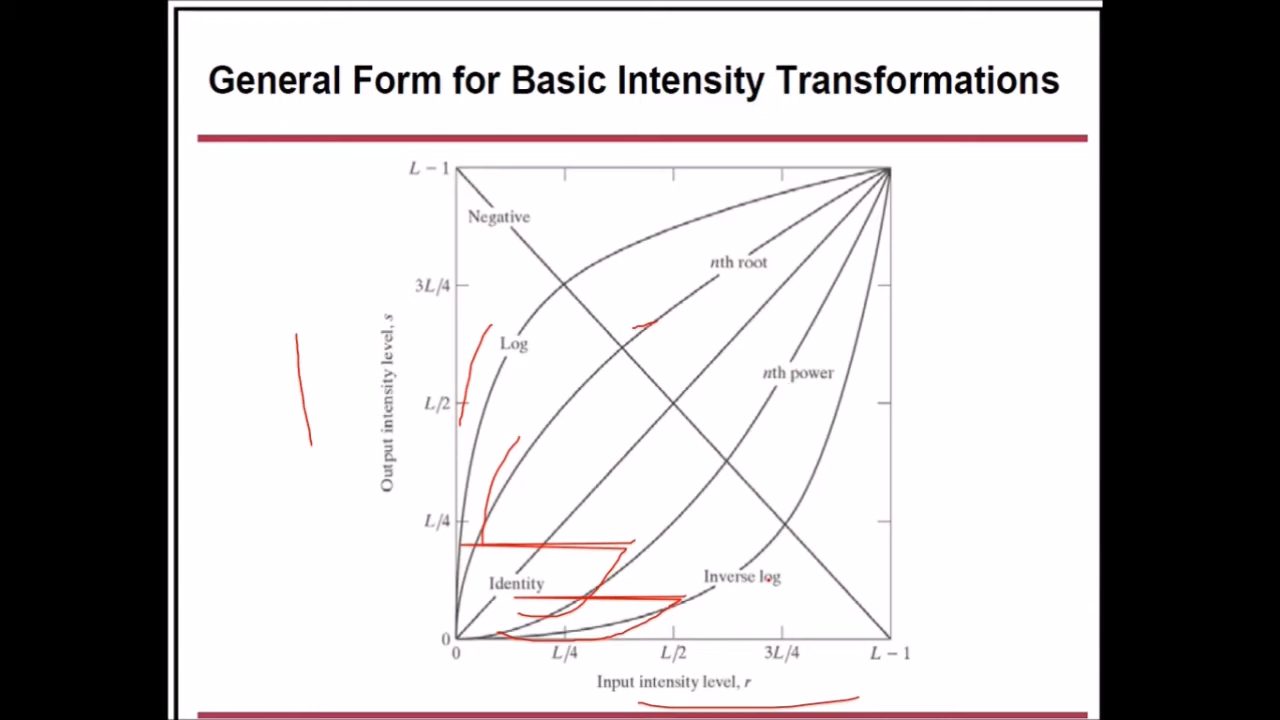 General Form for Basic Intensity Transformations
L − 1
Negative
nth root
3L/4
Log
nth power
L/2
Output intensity level, s
L/4
Inverse log
Identity
0
0 L/4 L/2 3L/4 L − 1
Input intensity level, r